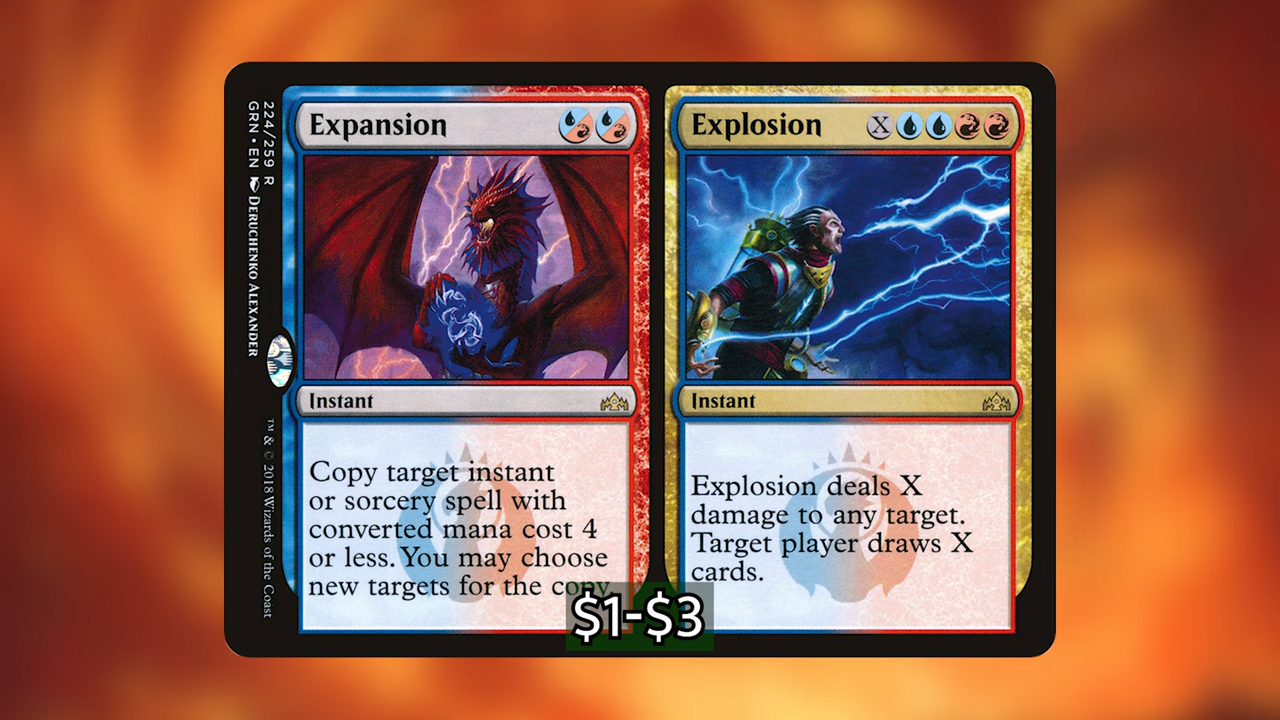 224/259 R
GRN • EN DERUCHENKO ALEXANDER
™ & © 2018 Wizards of the Coast
Expansion
Instant
Copy target instant
or sorcery spell with
converted mana cost 4
or less. You may choose
new targets for the copy.
Explosion
X
Instant
Explosion deals X
damage to any target.
Target player draws X
cards.
$1-$3